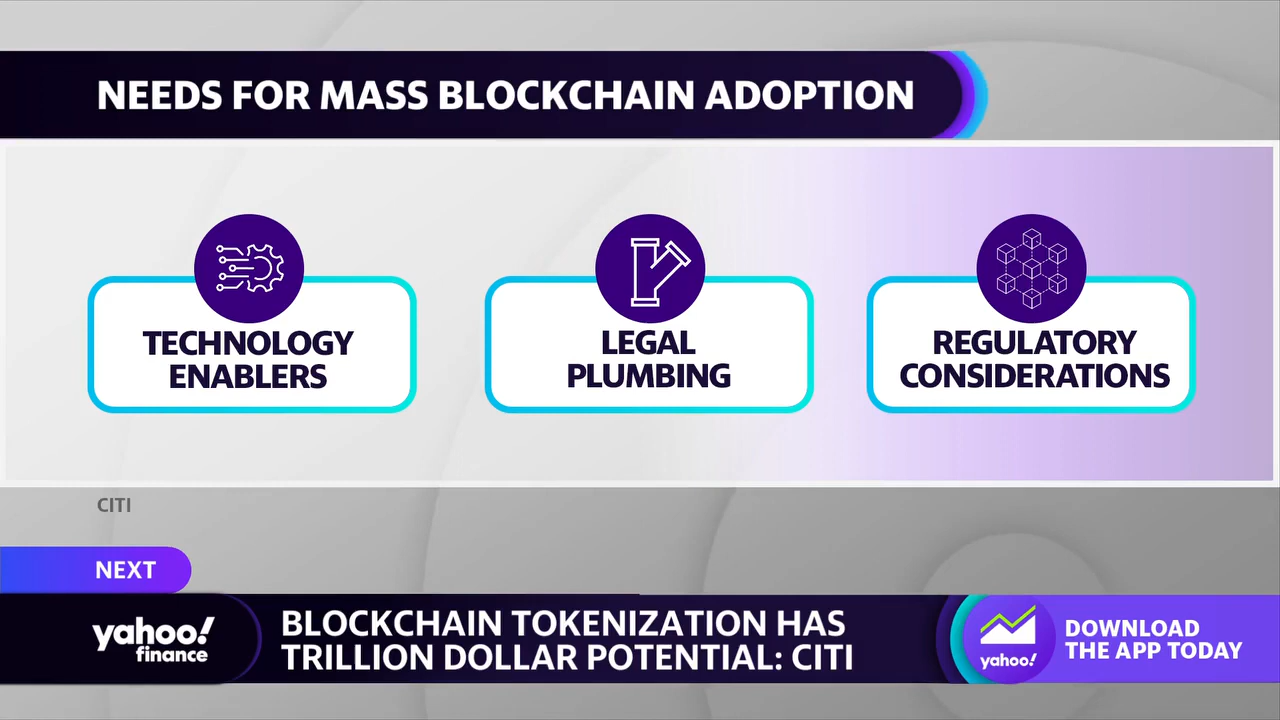 NEEDS FOR MASS BLOCKCHAIN ADOPTION
TECHNOLOGY
ENABLERS
LEGAL
PLUMBING
REGULATORY
CONSIDERATIONS
CITI
NEXT
yahoo!
finance
BLOCKCHAIN TOKENIZATION HAS
TRILLION DOLLAR POTENTIAL: CITI
yahoo!
DOWNLOAD
THE APP TODAY